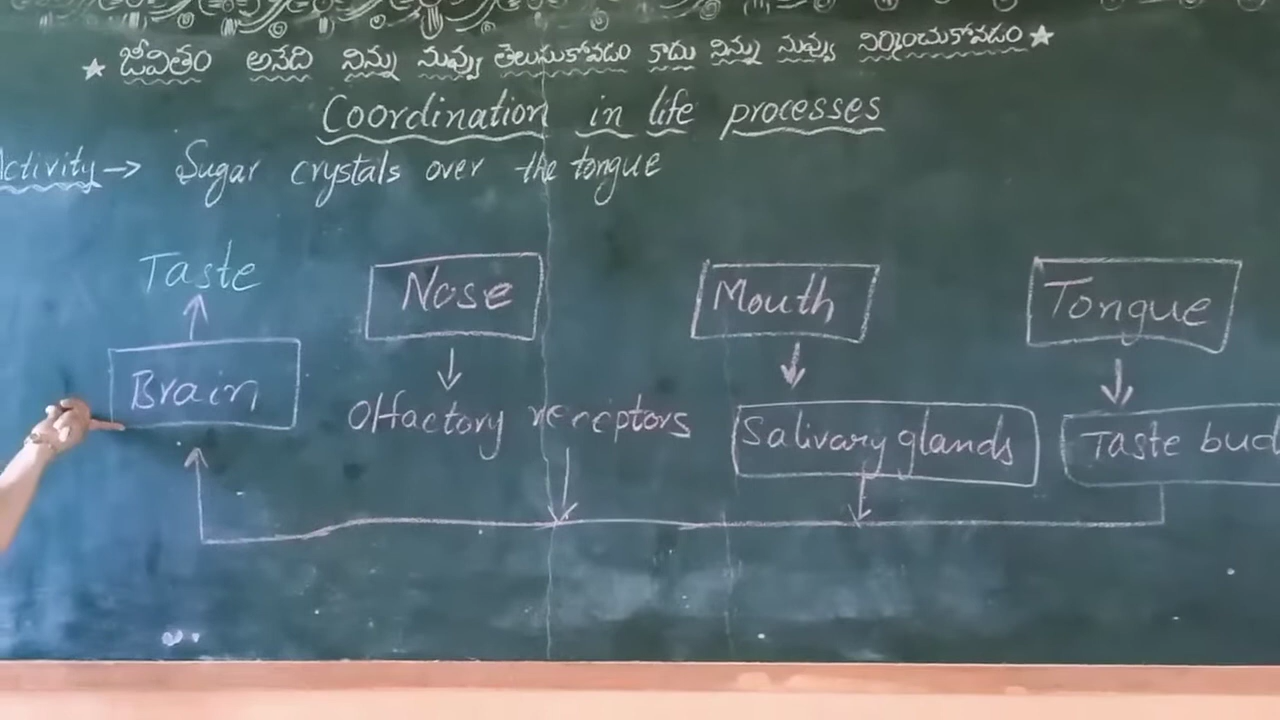 ★ జీవితం అనేది నిన్ను నువ్వు తెలుసుకోవడం కాదు నిన్ను నువ్వు నిర్మించుకోవడం ★
Coordination in life processes
Activity → Sugar crystals over the tongue
Taste
Nose
Mouth
Tongue
Brain
Olfactory receptors
Salivary glands
Taste bud